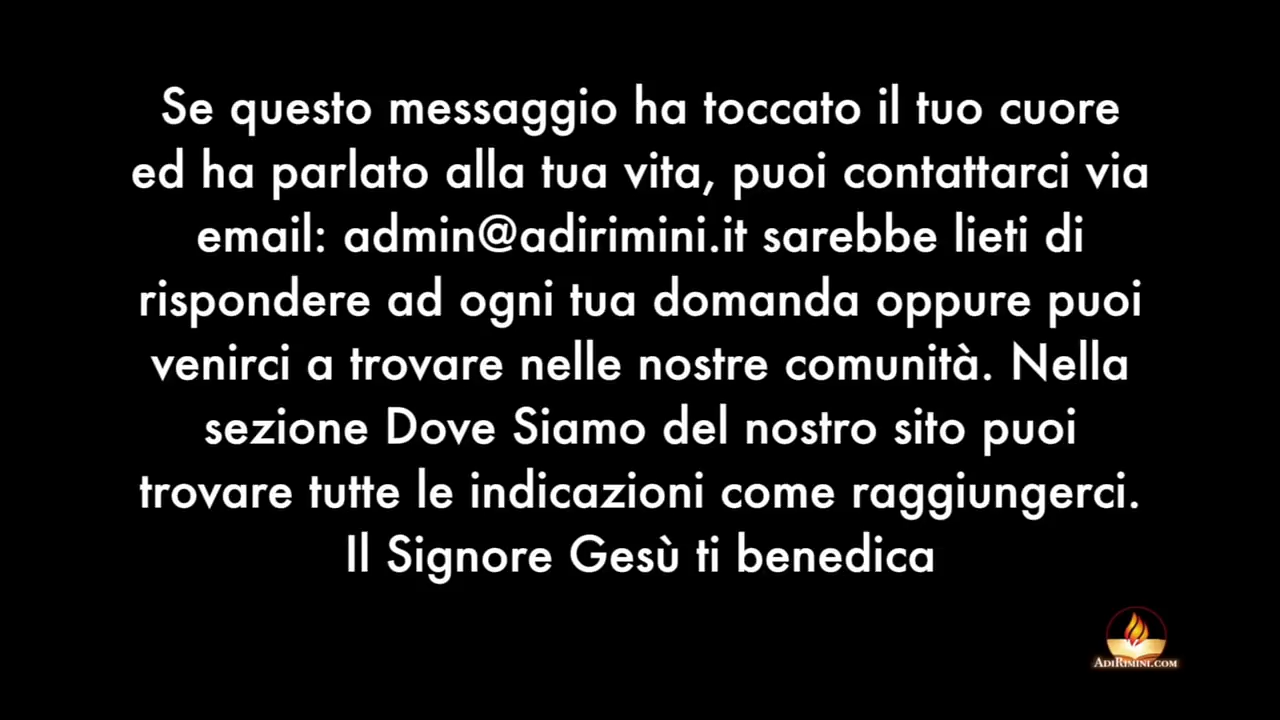 Se questo messaggio ha toccato il tuo cuore
ed ha parlato alla tua vita, puoi contattarci via
email: admin@adirimini.it sarebbe lieti di
rispondere ad ogni tua domanda oppure puoi
venirci a trovare nelle nostre comunità. Nella
sezione Dove Siamo del nostro sito puoi
trovare tutte le indicazioni come raggiungerci.
Il Signore Gesù ti benedica
AdiRimini.com